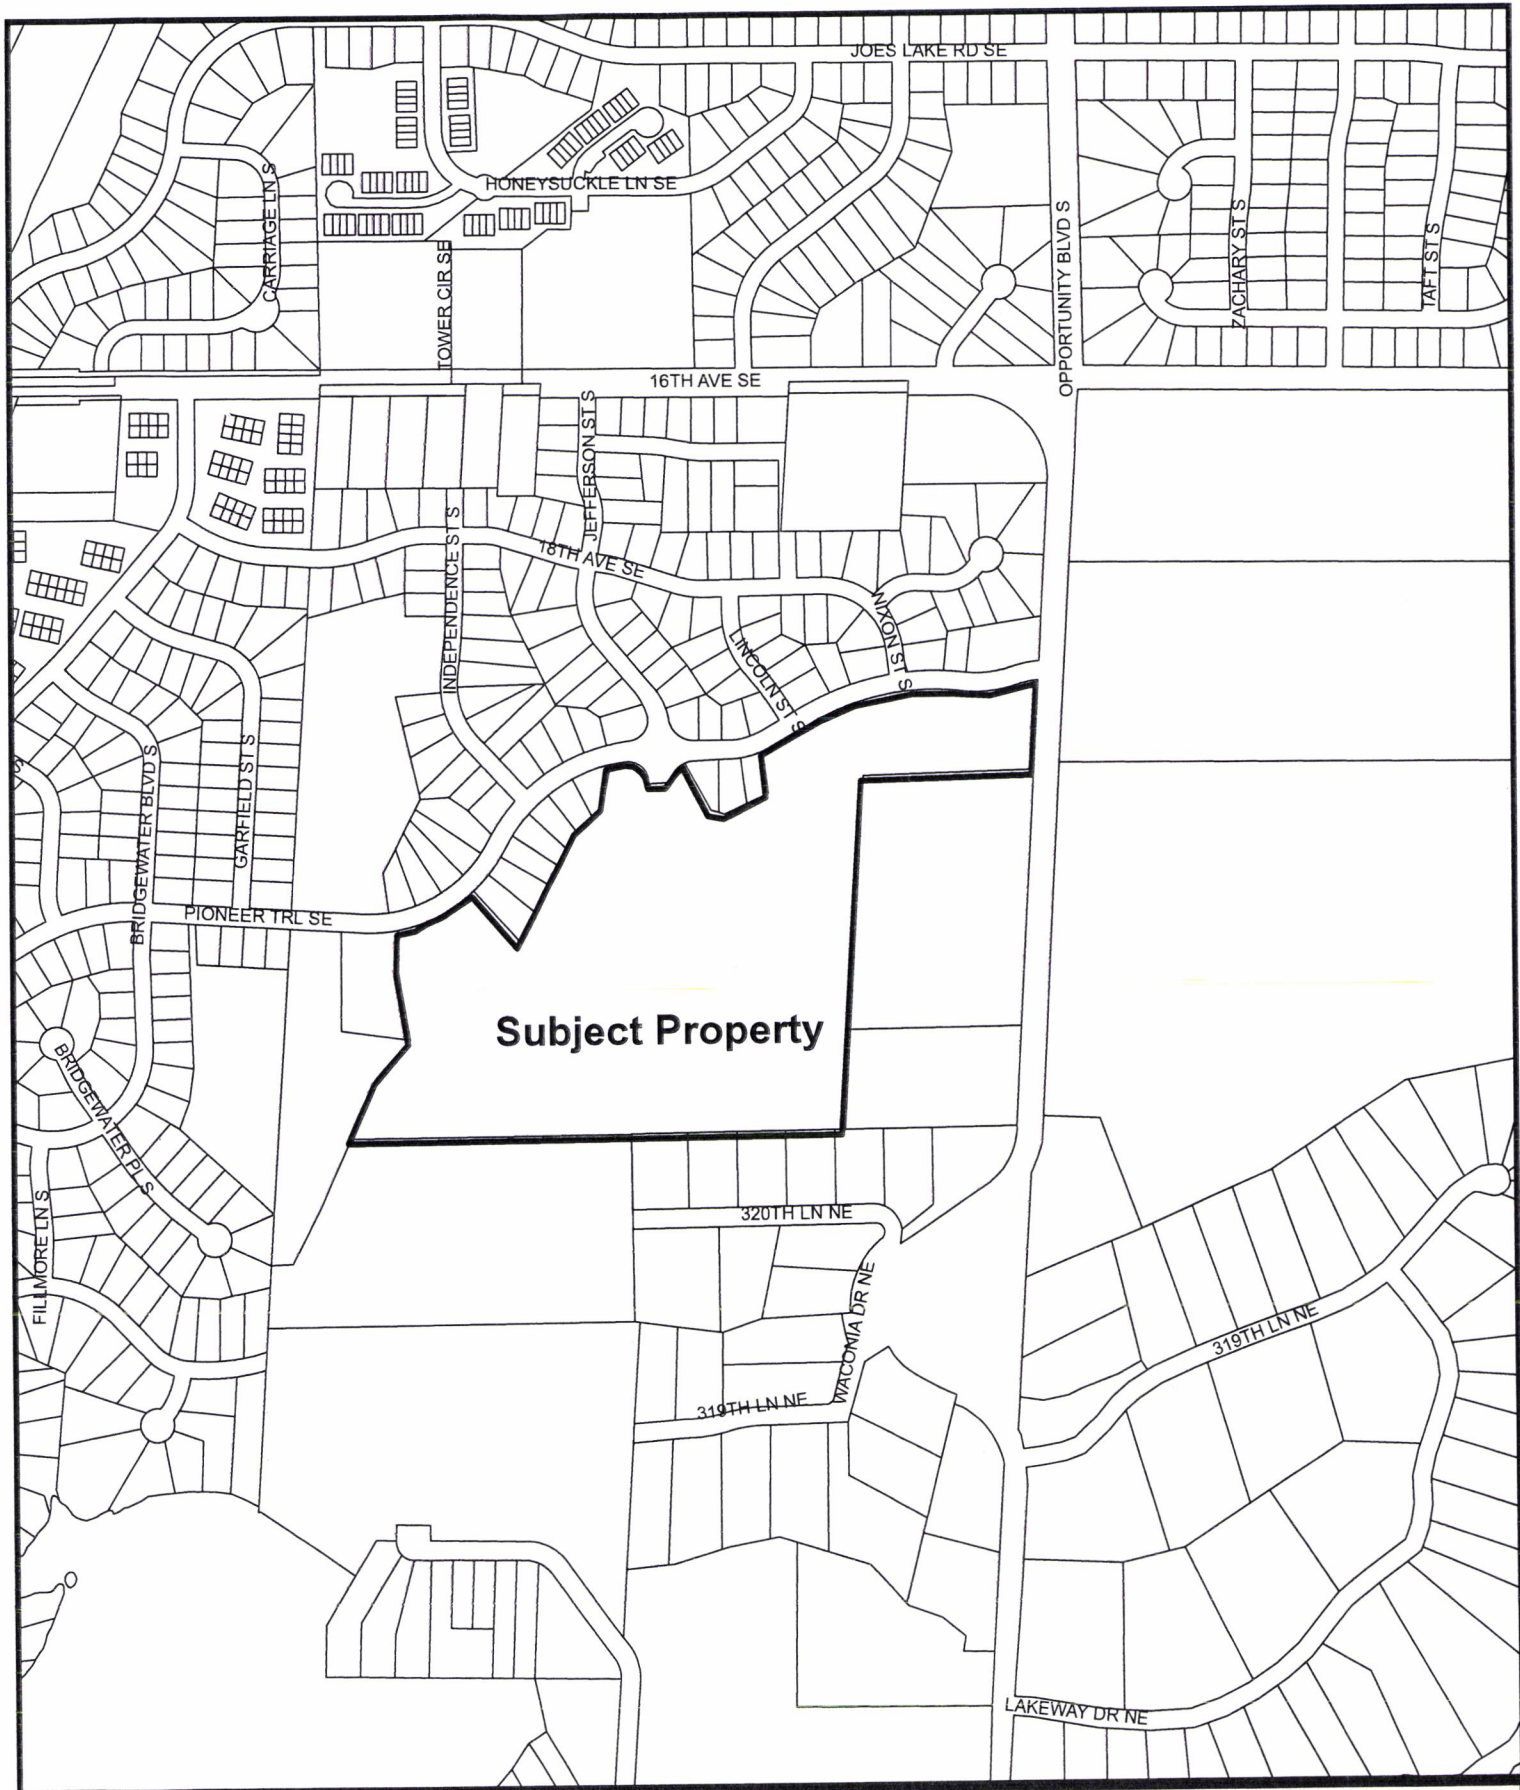 JOES LAKE RD SE
HONEYSUCKLE LN SE
CARRIAGE LN S
TOWER CIR SE
OPPORTUNITY BLVD S
ZACHARY ST S
TAFT ST S
16TH AVE SE
JEFFERSON ST S
18TH AVE SE
INDEPENDENCE ST S
NIXON ST S
LINCOLN ST S
GARFIELD ST S
BRIDGEWATER BLVD S
S
PIONEER TRL SE
Subject Property
BRIDGEWATER PL S
FILLMORE LN S
320TH LN NE
WACONIA DR NE
319TH LN NE
319TH LN NE
LAKEWAY DR NE